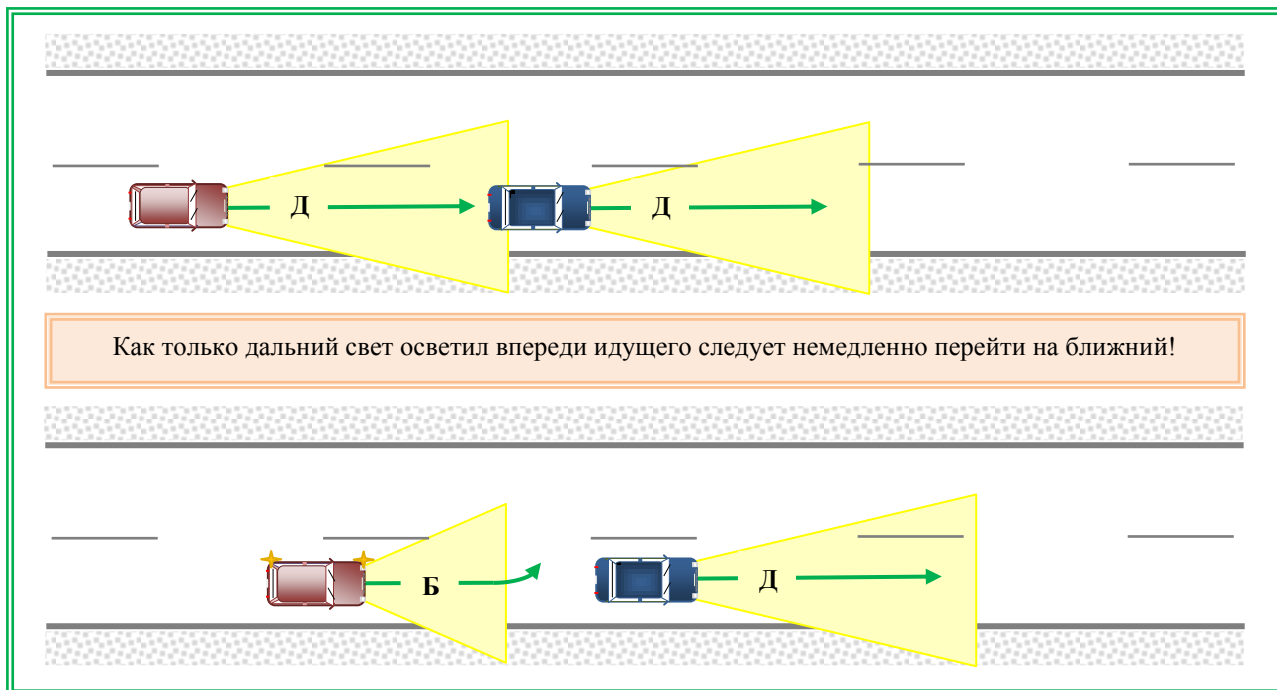 Д Д
Как только дальний свет осветил впереди идущего следует немедленно перейти на ближний!
Б Д